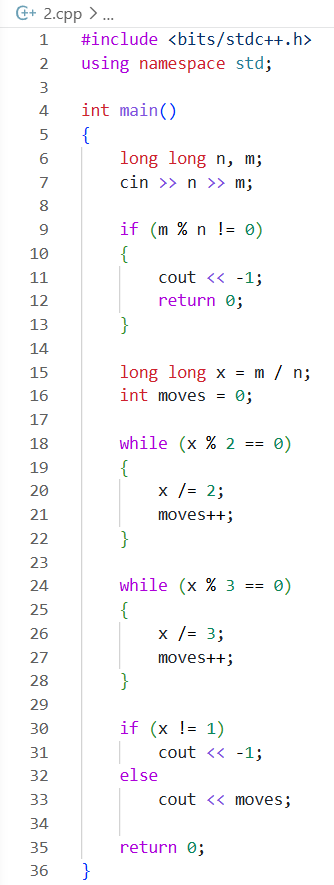 2.cpp > ...
1 #include <bits/stdc++.h>
2 using namespace std;
3
4 int main()
5 {
6     long long n, m;
7     cin >> n >> m;
8
9     if (m % n != 0)
10     {
11         cout << -1;
12         return 0;
13     }
14
15     long long x = m / n;
16     int moves = 0;
17
18     while (x % 2 == 0)
19     {
20         x /= 2;
21         moves++;
22     }
23
24     while (x % 3 == 0)
25     {
26         x /= 3;
27         moves++;
28     }
29
30     if (x != 1)
31         cout << -1;
32     else
33         cout << moves;
34
35     return 0;
36 }